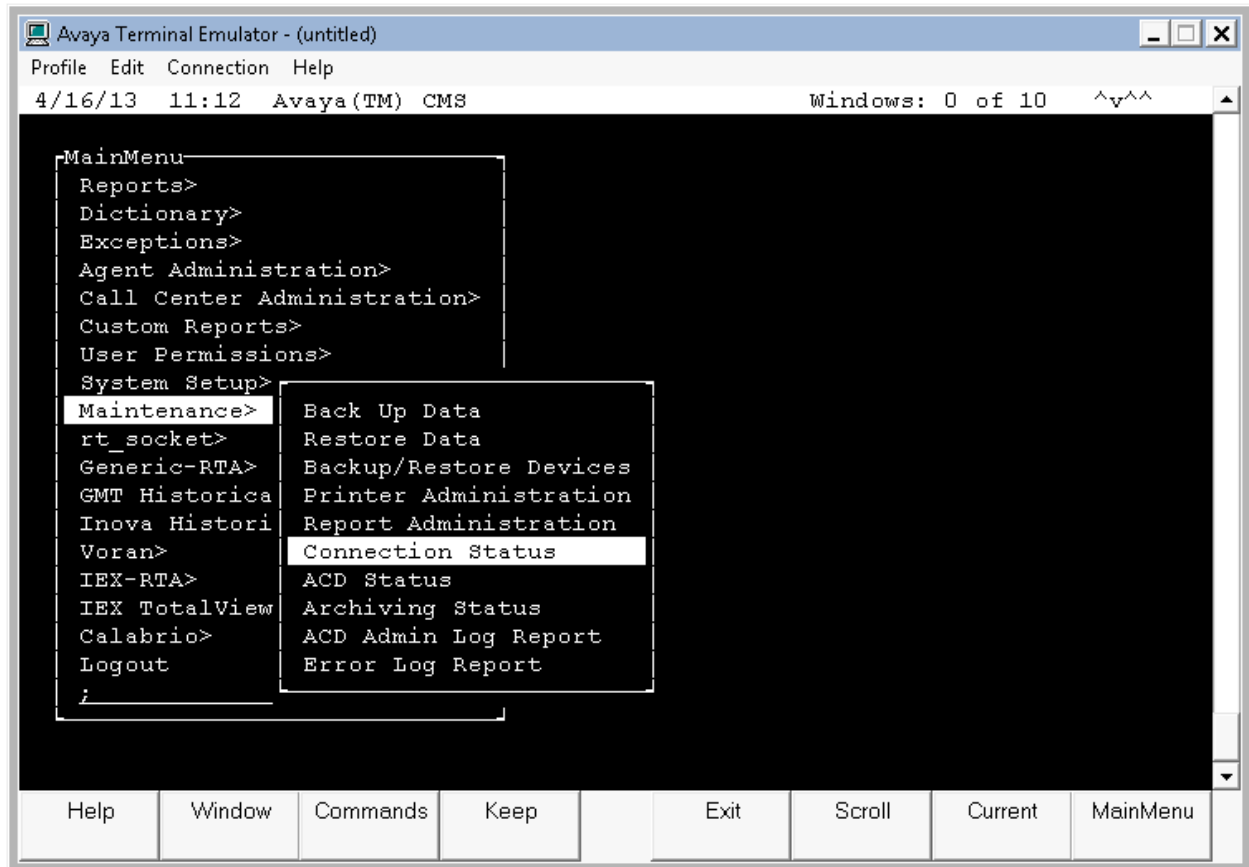 Avaya Terminal Emulator - (untitled)
Profile Edit Connection Help
4/16/13 11:12 Avaya(TM) CMS Windows: 0 of 10 ^v^^
MainMenu
Reports>
Dictionary>
Exceptions>
Agent Administration>
Call Center Administration>
Custom Reports>
User Permissions>
System Setup>
Maintenance> Back Up Data
rt_socket> Restore Data
Generic-RTA> Backup/Restore Devices
GMT Historica Printer Administration
Inova Histori Report Administration
Voran> Connection Status
IEX-RTA> ACD Status
IEX TotalView Archiving Status
Calabrio> ACD Admin Log Report
Logout Error Log Report
;
Help Window Commands Keep Exit Scroll Current MainMenu